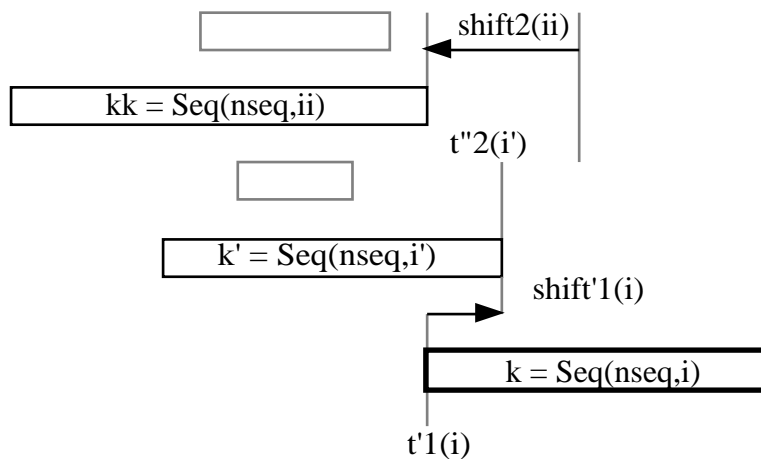 shift2(ii)
kk = Seq(nseq,ii)
t"2(i')
k' = Seq(nseq,i')
shift'1(i)
k = Seq(nseq,i)
t'1(i)